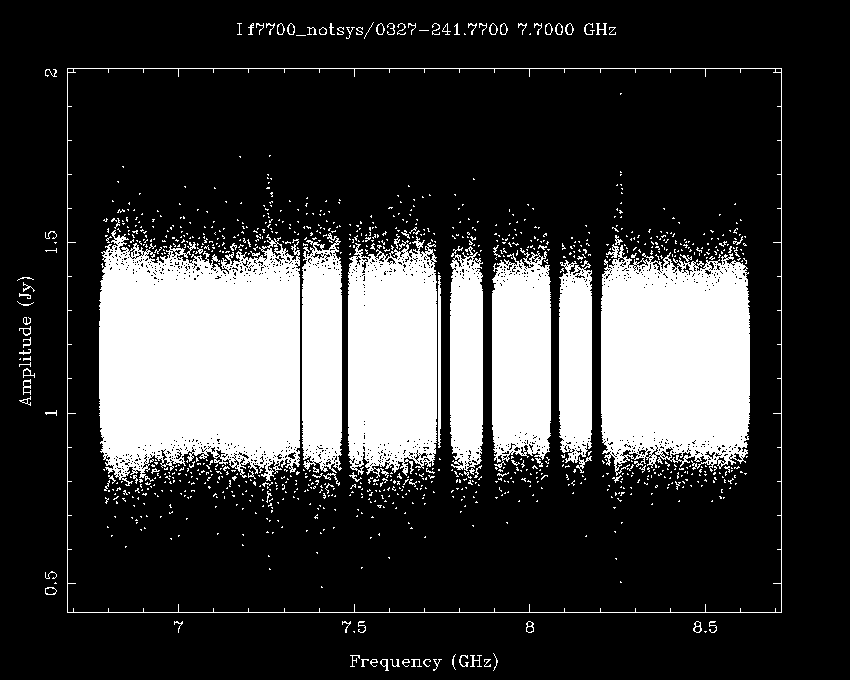 I f7700_notsys/0327-241.7700 7.7000 GHz
2
1.5
1
0.5
Amplitude (Jy)
7 7.5 8 8.5
Frequency (GHz)